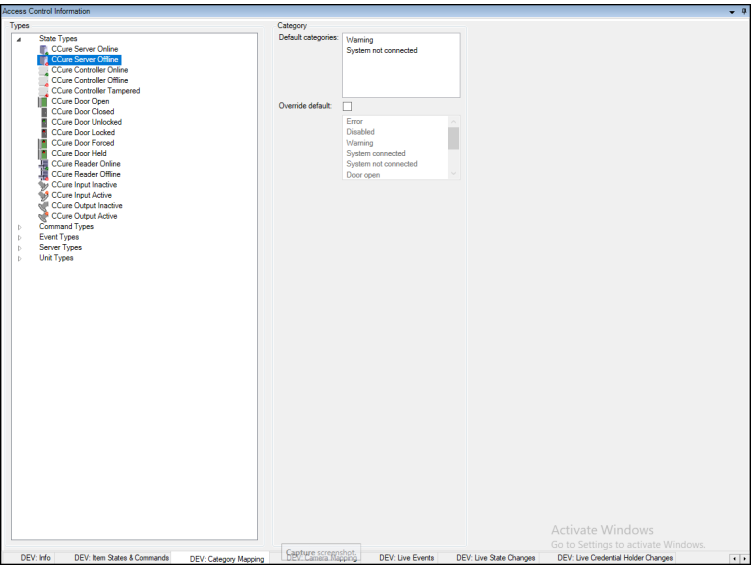 Access Control Information
Types
State Types
CCure Server Online
CCure Server Offline
CCure Controller Online
CCure Controller Offline
CCure Controller Tampered
CCure Door Open
CCure Door Closed
CCure Door Unlocked
CCure Door Locked
CCure Door Forced
CCure Door Held
CCure Reader Online
CCure Reader Offline
CCure Input Inactive
CCure Input Active
CCure Output Inactive
CCure Output Active
Command Types
Event Types
Server Types
Unit Types
Category
Default categories:
Warning
System not connected
Override default:
Error
Disabled
Warning
System connected
System not connected
Door open
Activate Windows
Go to Settings to activate Windows.
Capture screenshot.
DEV: Info DEV: Item States & Commands DEV: Category Mapping DEV: Camera Mapping DEV: Live Events DEV: Live State Changes DEV: Live Credential Holder Changes